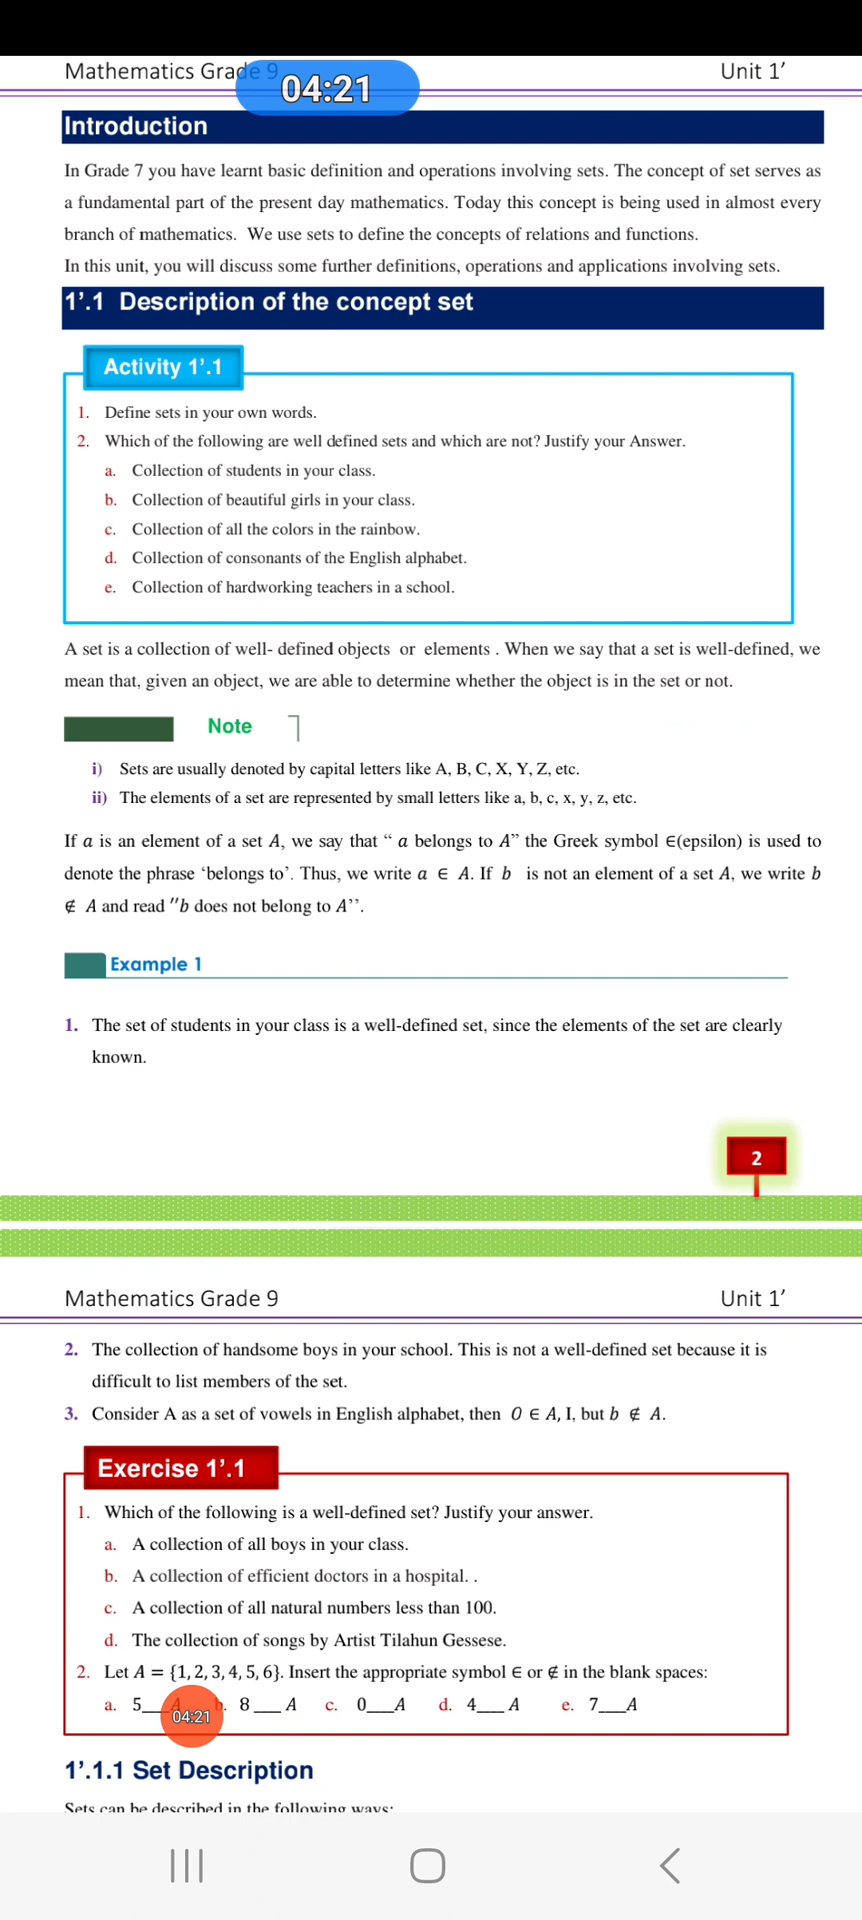 Mathematics Grade 9
Unit 1’
04:21
Introduction
In Grade 7 you have learnt basic definition and operations involving sets. The concept of set serves as
a fundamental part of the present day mathematics. Today this concept is being used in almost every
branch of mathematics. We use sets to define the concepts of relations and functions.
In this unit, you will discuss some further definitions, operations and applications involving sets.
1’.1 Description of the concept set
Activity 1’.1
1. Define sets in your own words.
2. Which of the following are well defined sets and which are not? Justify your Answer.
a. Collection of students in your class.
b. Collection of beautiful girls in your class.
c. Collection of all the colors in the rainbow.
d. Collection of consonants of the English alphabet.
e. Collection of hardworking teachers in a school.
A set is a collection of well- defined objects or elements . When we say that a set is well-defined, we
mean that, given an object, we are able to determine whether the object is in the set or not.
Note
i) Sets are usually denoted by capital letters like A, B, C, X, Y, Z, etc.
ii) The elements of a set are represented by small letters like a, b, c, x, y, z, etc.
If a is an element of a set A, we say that “ a belongs to A” the Greek symbol ∈(epsilon) is used to
denote the phrase ‘belongs to’. Thus, we write a ∈ A. If b is not an element of a set A, we write b
∉ A and read ″b does not belong to A’’.
Example 1
1. The set of students in your class is a well-defined set, since the elements of the set are clearly
known.
2
Mathematics Grade 9
Unit 1’
2. The collection of handsome boys in your school. This is not a well-defined set because it is
difficult to list members of the set.
3. Consider A as a set of vowels in English alphabet, then O ∈ A, I, but b ∉ A.
Exercise 1’.1
1. Which of the following is a well-defined set? Justify your answer.
a. A collection of all boys in your class.
b. A collection of efficient doctors in a hospital. .
c. A collection of all natural numbers less than 100.
d. The collection of songs by Artist Tilahun Gessese.
2. Let A = {1, 2, 3, 4, 5, 6}. Insert the appropriate symbol ∈ or ∉ in the blank spaces:
a. 5___A b. 8 ___ A c. 0___A d. 4___ A e. 7___A
04:21
1’.1.1 Set Description
Sets can be described in the following ways: